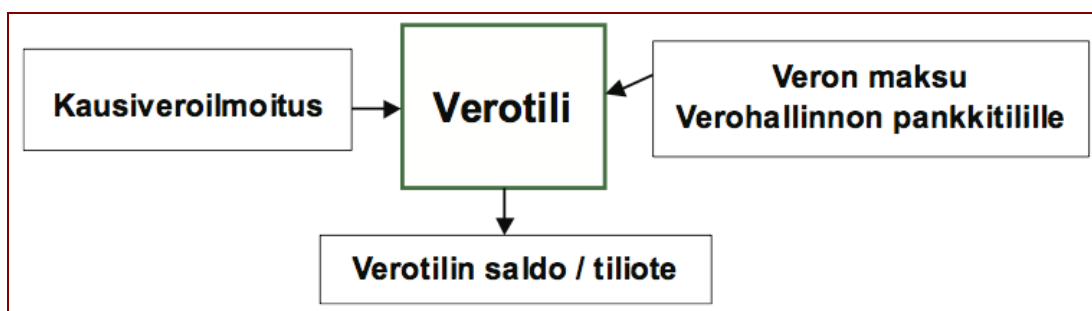 Kausiveroilmoitus
Verotili
Veron maksu
Verohallinnon pankkitilille
Verotilin saldo / tiliote